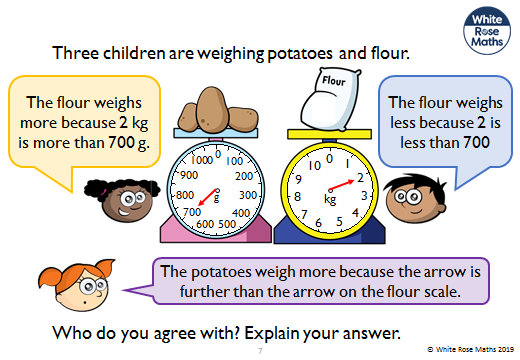 White
Rose
Maths
Three children are weighing potatoes and flour.
The flour weighs
more because 2 kg
is more than 700 g.
Flour
The flour weighs
less because 2 is
less than 700
0
100
200
300
400
500
600
700
800
900
1000
g
0
1
2
3
4
5
6
7
8
9
10
kg
The potatoes weigh more because the arrow is
further than the arrow on the flour scale.
Who do you agree with? Explain your answer.
7
© White Rose Maths 2019